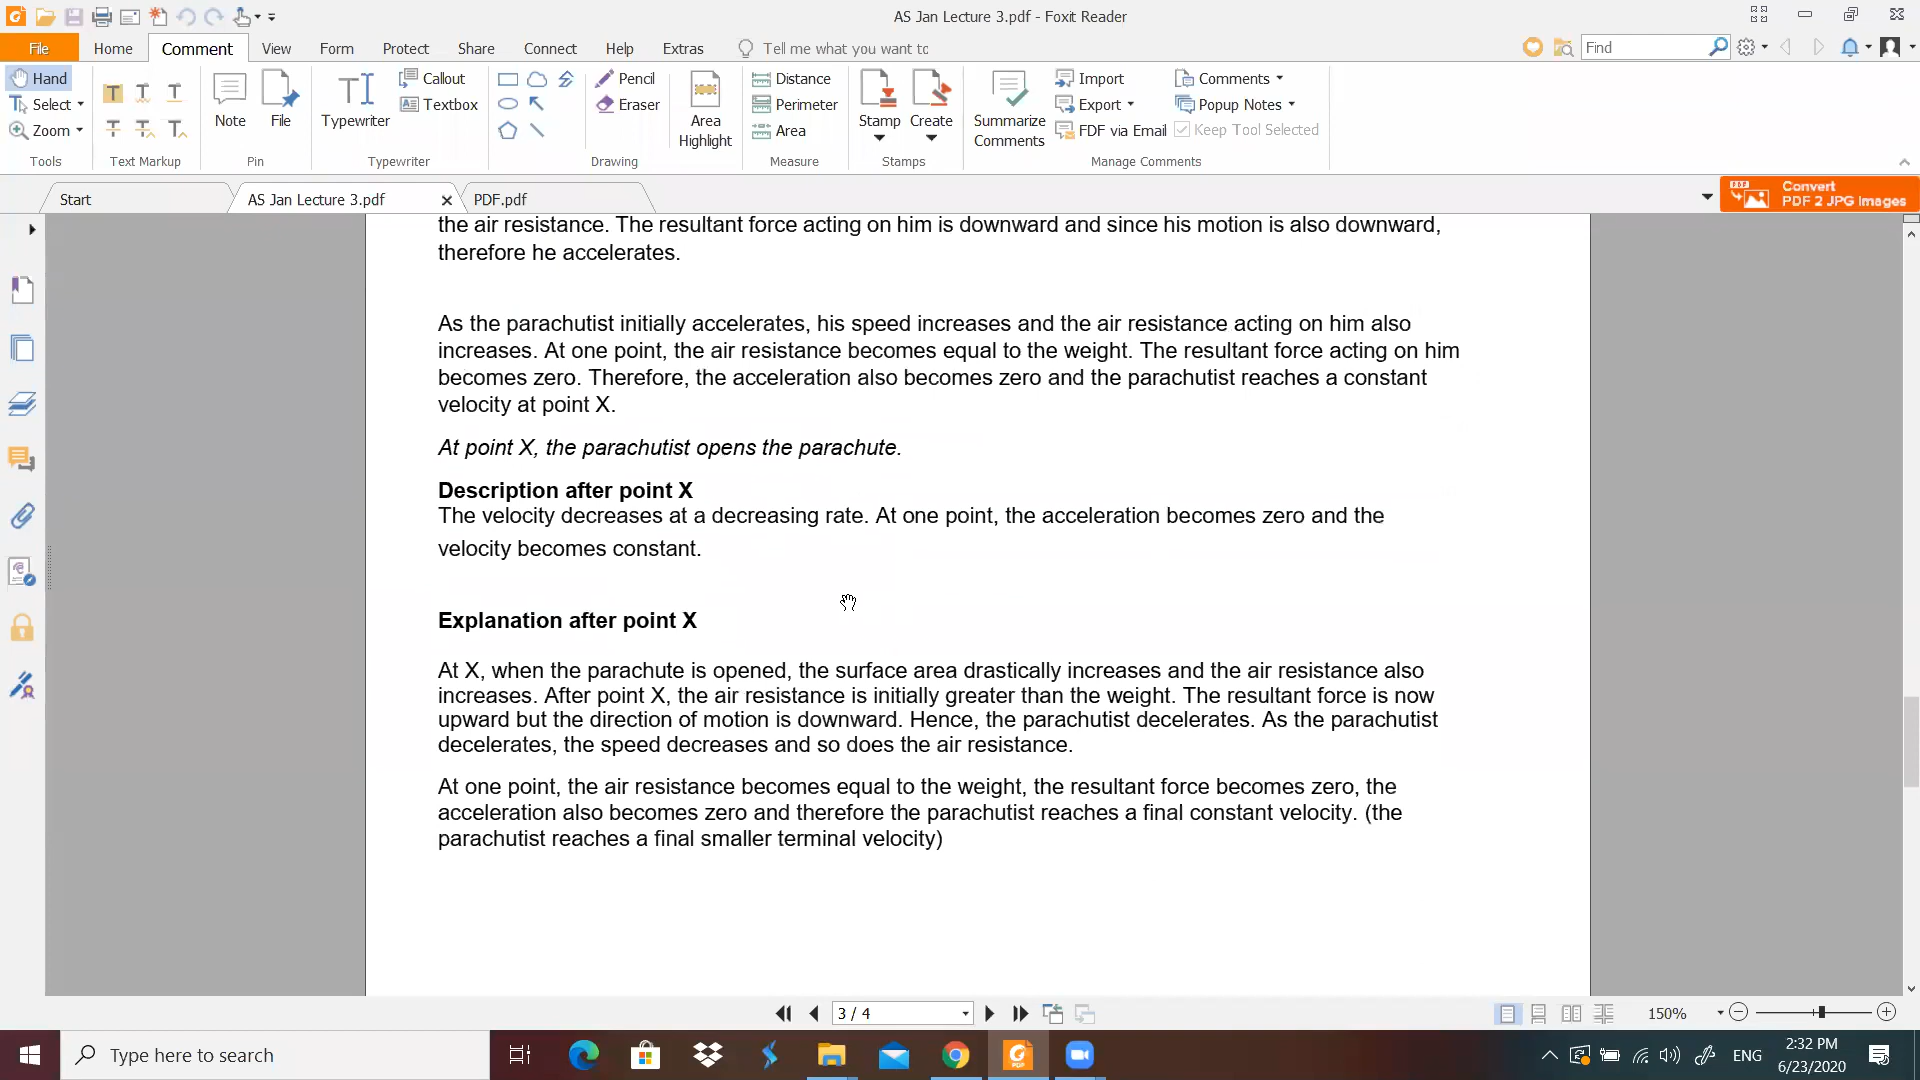 AS Jan Lecture 3.pdf - Foxit Reader
File Home Comment View Form Protect Share Connect Help Extras Tell me what you want to Find
Hand
Select
Zoom
Tools
Text Markup
Note
File
Pin
Typewriter
Callout
Textbox
Typewriter
Drawing
Pencil
Eraser
Area
Highlight
Distance
Perimeter
Area
Measure
Stamp
Create
Stamps
Summarize
Comments
Import
Export
FDF via Email
Comments
Popup Notes
Keep Tool Selected
Manage Comments
Start
AS Jan Lecture 3.pdf
PDF.pdf
Convert
PDF 2 JPG Images
the air resistance. The resultant force acting on him is downward and since his motion is also downward,
therefore he accelerates.
As the parachutist initially accelerates, his speed increases and the air resistance acting on him also
increases. At one point, the air resistance becomes equal to the weight. The resultant force acting on him
becomes zero. Therefore, the acceleration also becomes zero and the parachutist reaches a constant
velocity at point X.
At point X, the parachutist opens the parachute.
Description after point X
The velocity decreases at a decreasing rate. At one point, the acceleration becomes zero and the
velocity becomes constant.
Explanation after point X
At X, when the parachute is opened, the surface area drastically increases and the air resistance also
increases. After point X, the air resistance is initially greater than the weight. The resultant force is now
upward but the direction of motion is downward. Hence, the parachutist decelerates. As the parachutist
decelerates, the speed decreases and so does the air resistance.
At one point, the air resistance becomes equal to the weight, the resultant force becomes zero, the
acceleration also becomes zero and therefore the parachutist reaches a final constant velocity. (the
parachutist reaches a final smaller terminal velocity)
3 / 4
150%
Type here to search
ENG
2:32 PM
6/23/2020